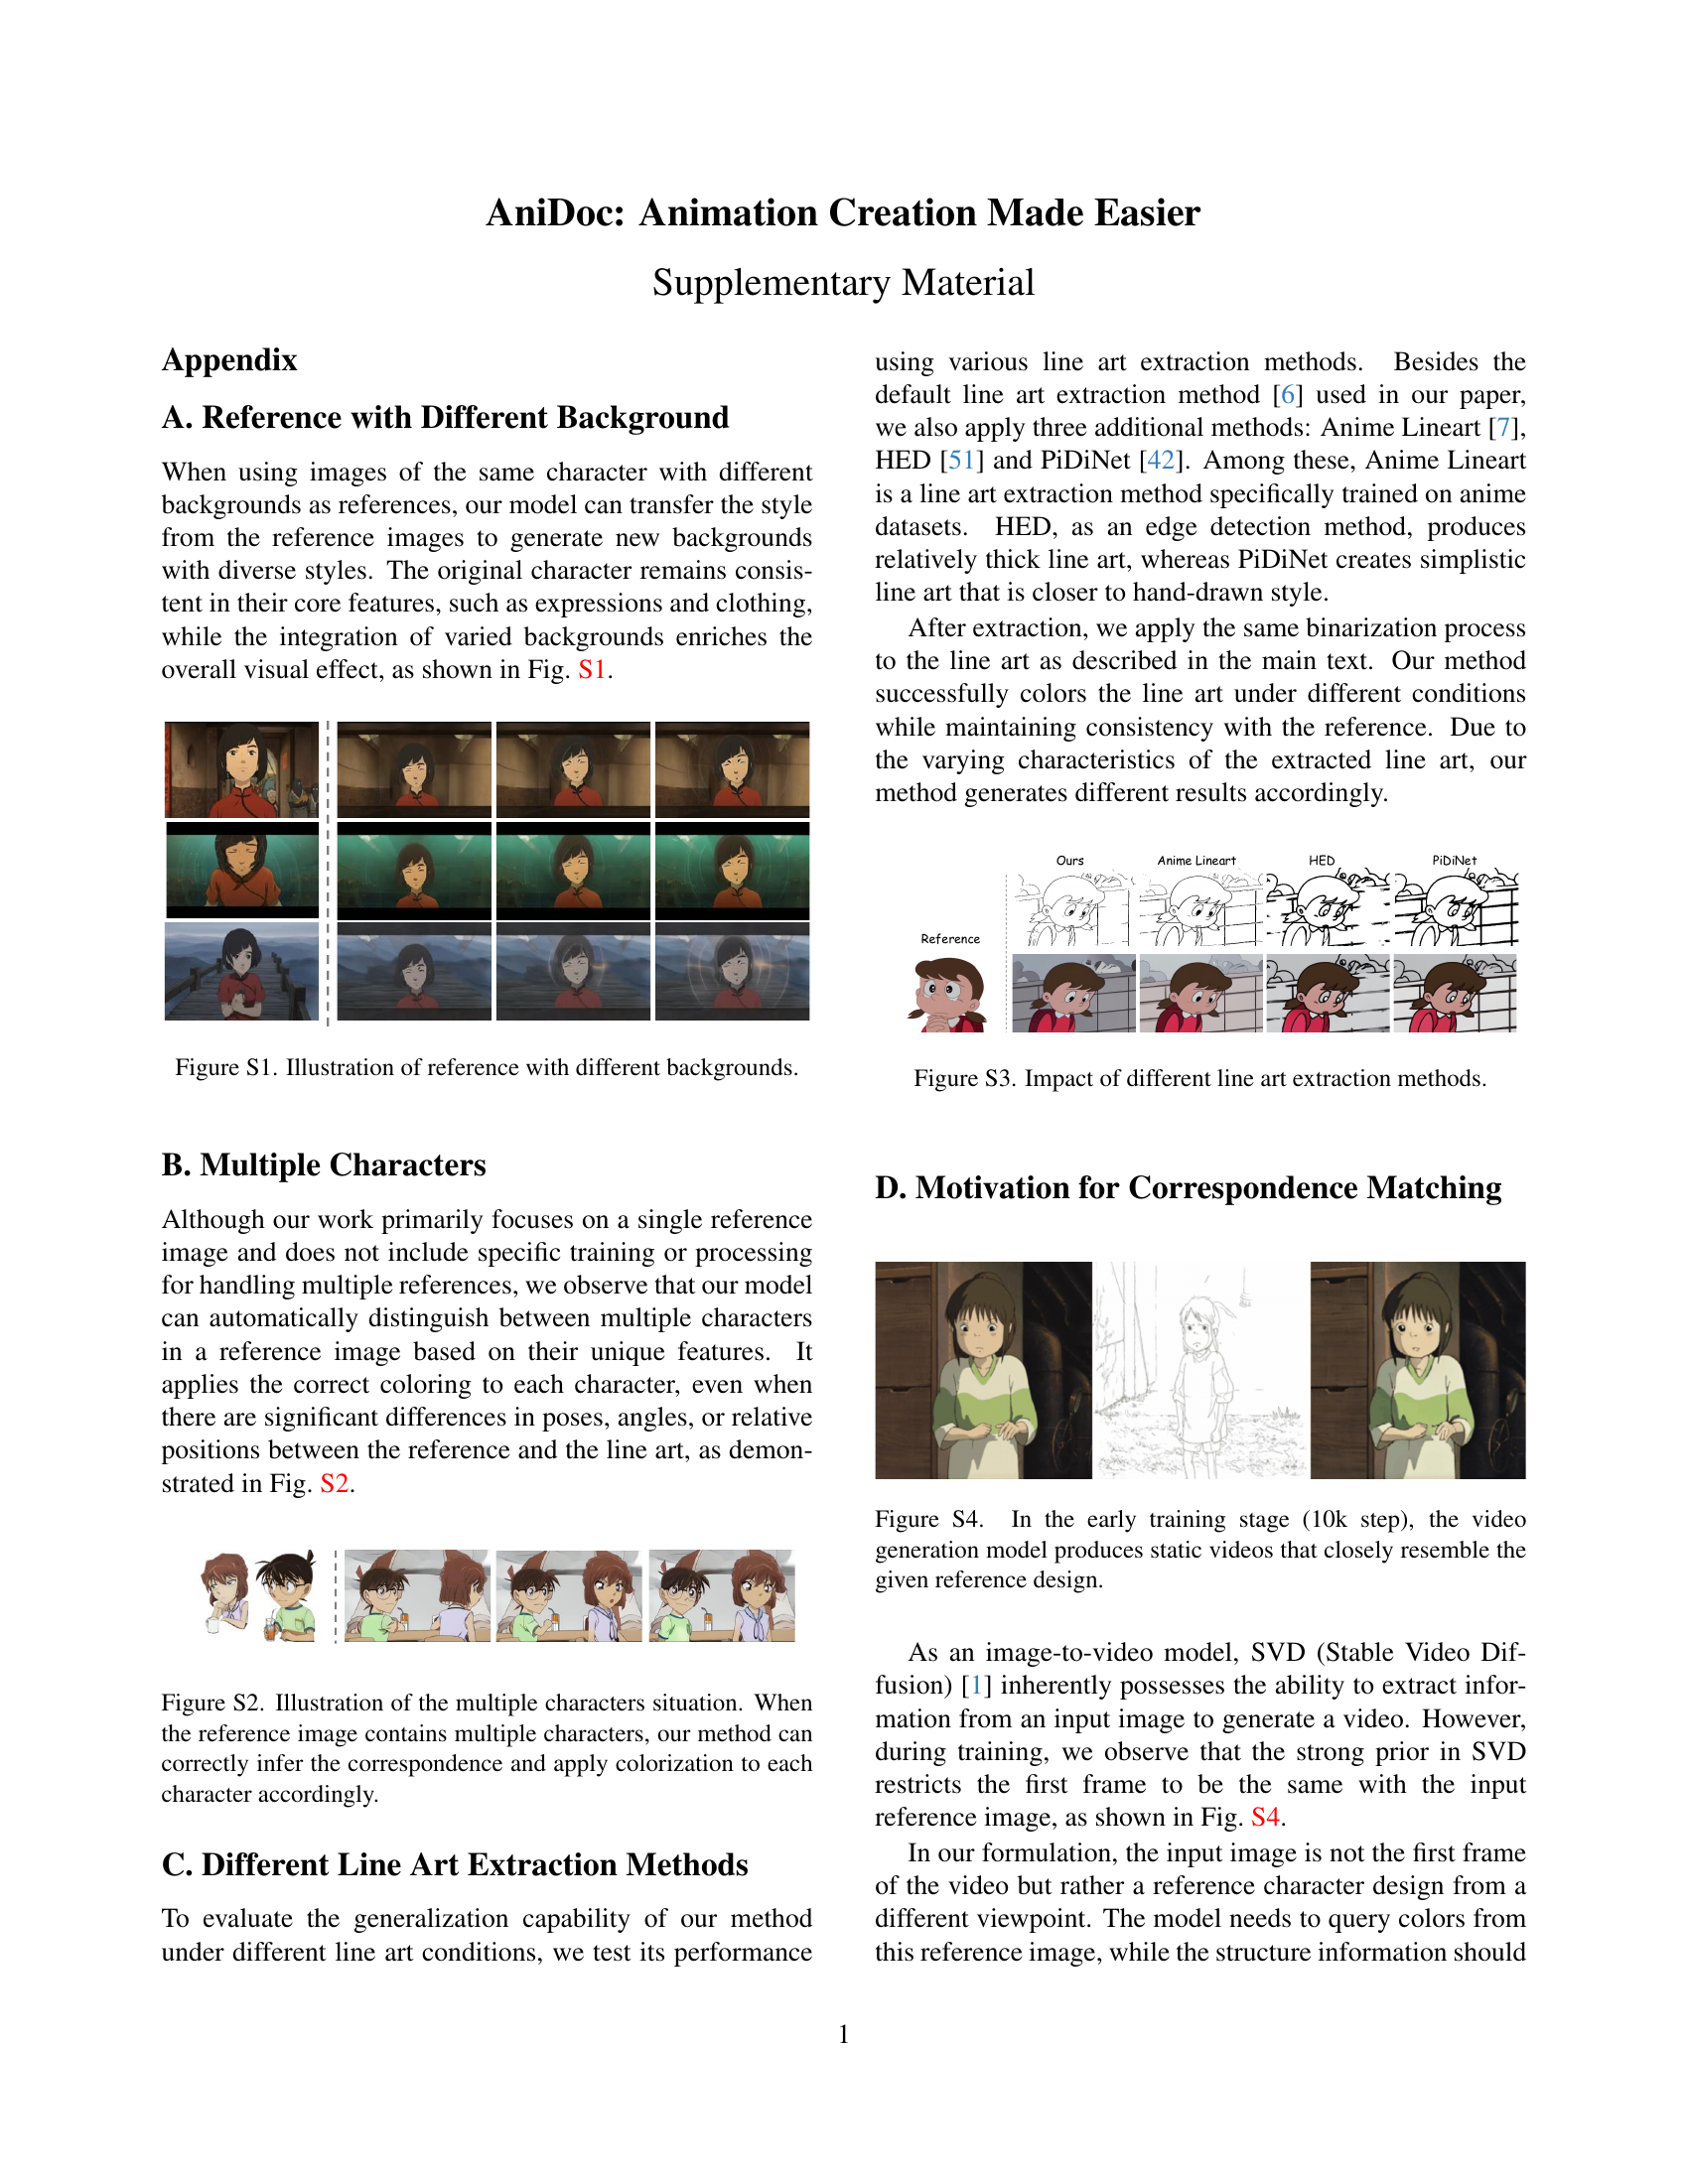 AniDoc: Animation Creation Made Easier
Supplementary Material
Appendix
A. Reference with Different Background
When using images of the same character with different
backgrounds as references, our model can transfer the style
from the reference images to generate new backgrounds
with diverse styles. The original character remains consis-
tent in their core features, such as expressions and clothing,
while the integration of varied backgrounds enriches the
overall visual effect, as shown in Fig. S1.
Figure S1. Illustration of reference with different backgrounds.
B. Multiple Characters
Although our work primarily focuses on a single reference
image and does not include specific training or processing
for handling multiple references, we observe that our model
can automatically distinguish between multiple characters
in a reference image based on their unique features. It
applies the correct coloring to each character, even when
there are significant differences in poses, angles, or relative
positions between the reference and the line art, as demon-
strated in Fig. S2.
Figure S2. Illustration of the multiple characters situation. When
the reference image contains multiple characters, our method can
correctly infer the correspondence and apply colorization to each
character accordingly.
C. Different Line Art Extraction Methods
To evaluate the generalization capability of our method
under different line art conditions, we test its performance
using various line art extraction methods. Besides the
default line art extraction method [6] used in our paper,
we also apply three additional methods: Anime Lineart [7],
HED [51] and PiDiNet [42]. Among these, Anime Lineart
is a line art extraction method specifically trained on anime
datasets. HED, as an edge detection method, produces
relatively thick line art, whereas PiDiNet creates simplistic
line art that is closer to hand-drawn style.
After extraction, we apply the same binarization process
to the line art as described in the main text. Our method
successfully colors the line art under different conditions
while maintaining consistency with the reference. Due to
the varying characteristics of the extracted line art, our
method generates different results accordingly.
Ours Anime Lineart HED PiDiNet
Reference
Figure S3. Impact of different line art extraction methods.
D. Motivation for Correspondence Matching
Figure S4. In the early training stage (10k step), the video
generation model produces static videos that closely resemble the
given reference design.
As an image-to-video model, SVD (Stable Video Dif-
fusion) [1] inherently possesses the ability to extract infor-
mation from an input image to generate a video. However,
during training, we observe that the strong prior in SVD
restricts the first frame to be the same with the input
reference image, as shown in Fig. S4.
In our formulation, the input image is not the first frame
of the video but rather a reference character design from a
different viewpoint. The model needs to query colors from
this reference image, while the structure information should
1